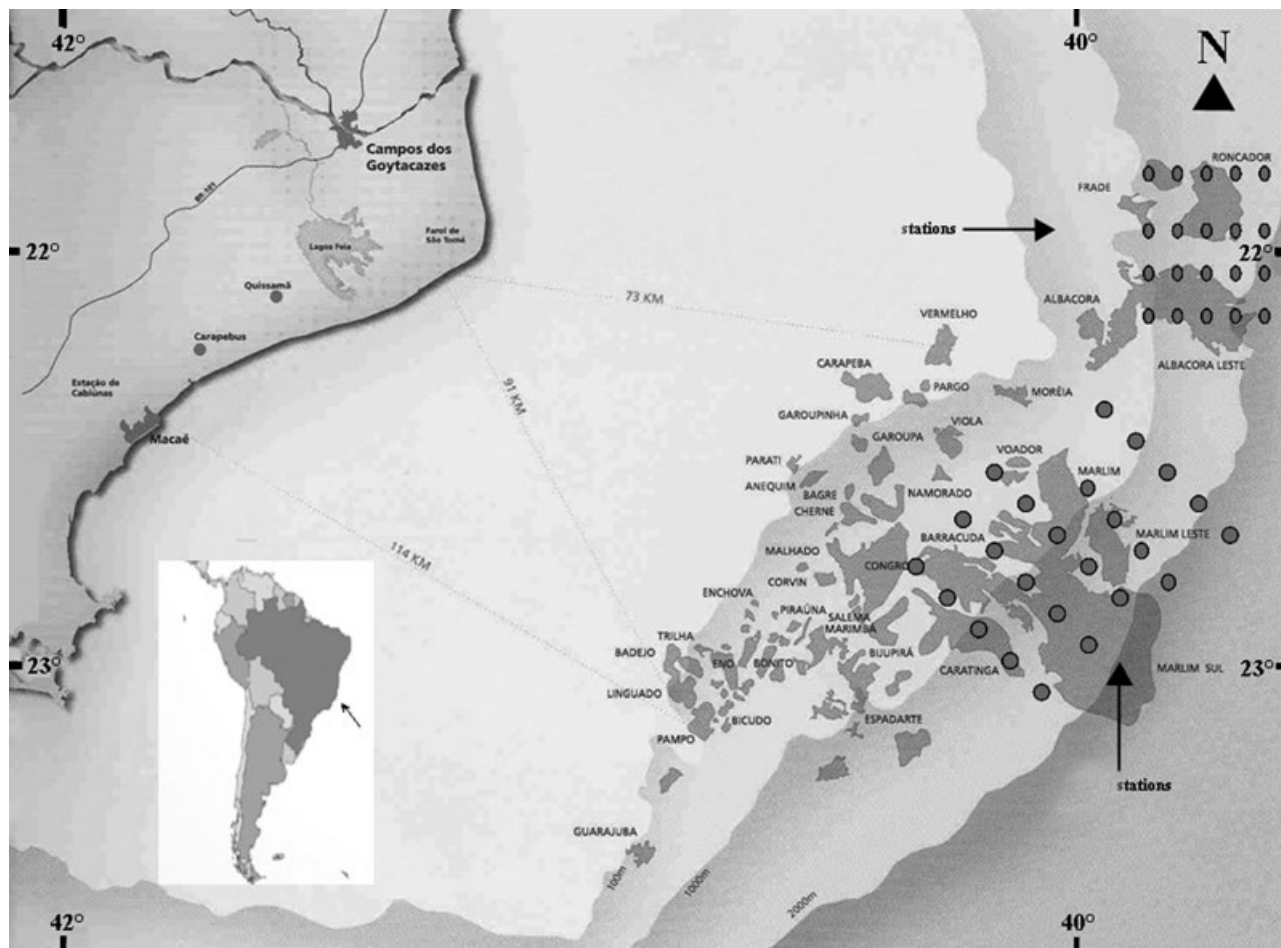 42°
40°
N
Campos dos
Goytacazes
RONCADOR
BR-101
FRADE
stations
Farol de
São Tomé
Lagoa Feia
22°
22°
Quissamã
73 KM
ALBACORA
VERMELHO
Carapebus
CARAPEBA
ALBACORA LESTE
Estação de
Cabiúnas
91 KM
PARGO
MORÉIA
GAROUPINHA
VIOLA
Macaé
GAROUPA
VOADOR
PARATI
MARLIM
ANEQUIM
BAGRE
NAMORADO
CHERNE
BARRACUDA
MARLIM LESTE
114 KM
MALHADO
CONGRO
CORVIN
ENCHOVA
PIRAÚNA
SALEMA
MARIMBÁ
TRILHA
BADEJO
ENO
BONITO
BIJUPIRÁ
23°
CARATINGA
MARLIM SUL
23°
LINGUADO
BICUDO
ESPADARTE
PAMPO
stations
GUARAJUBA
100m
1000m
2000m
42°
40°